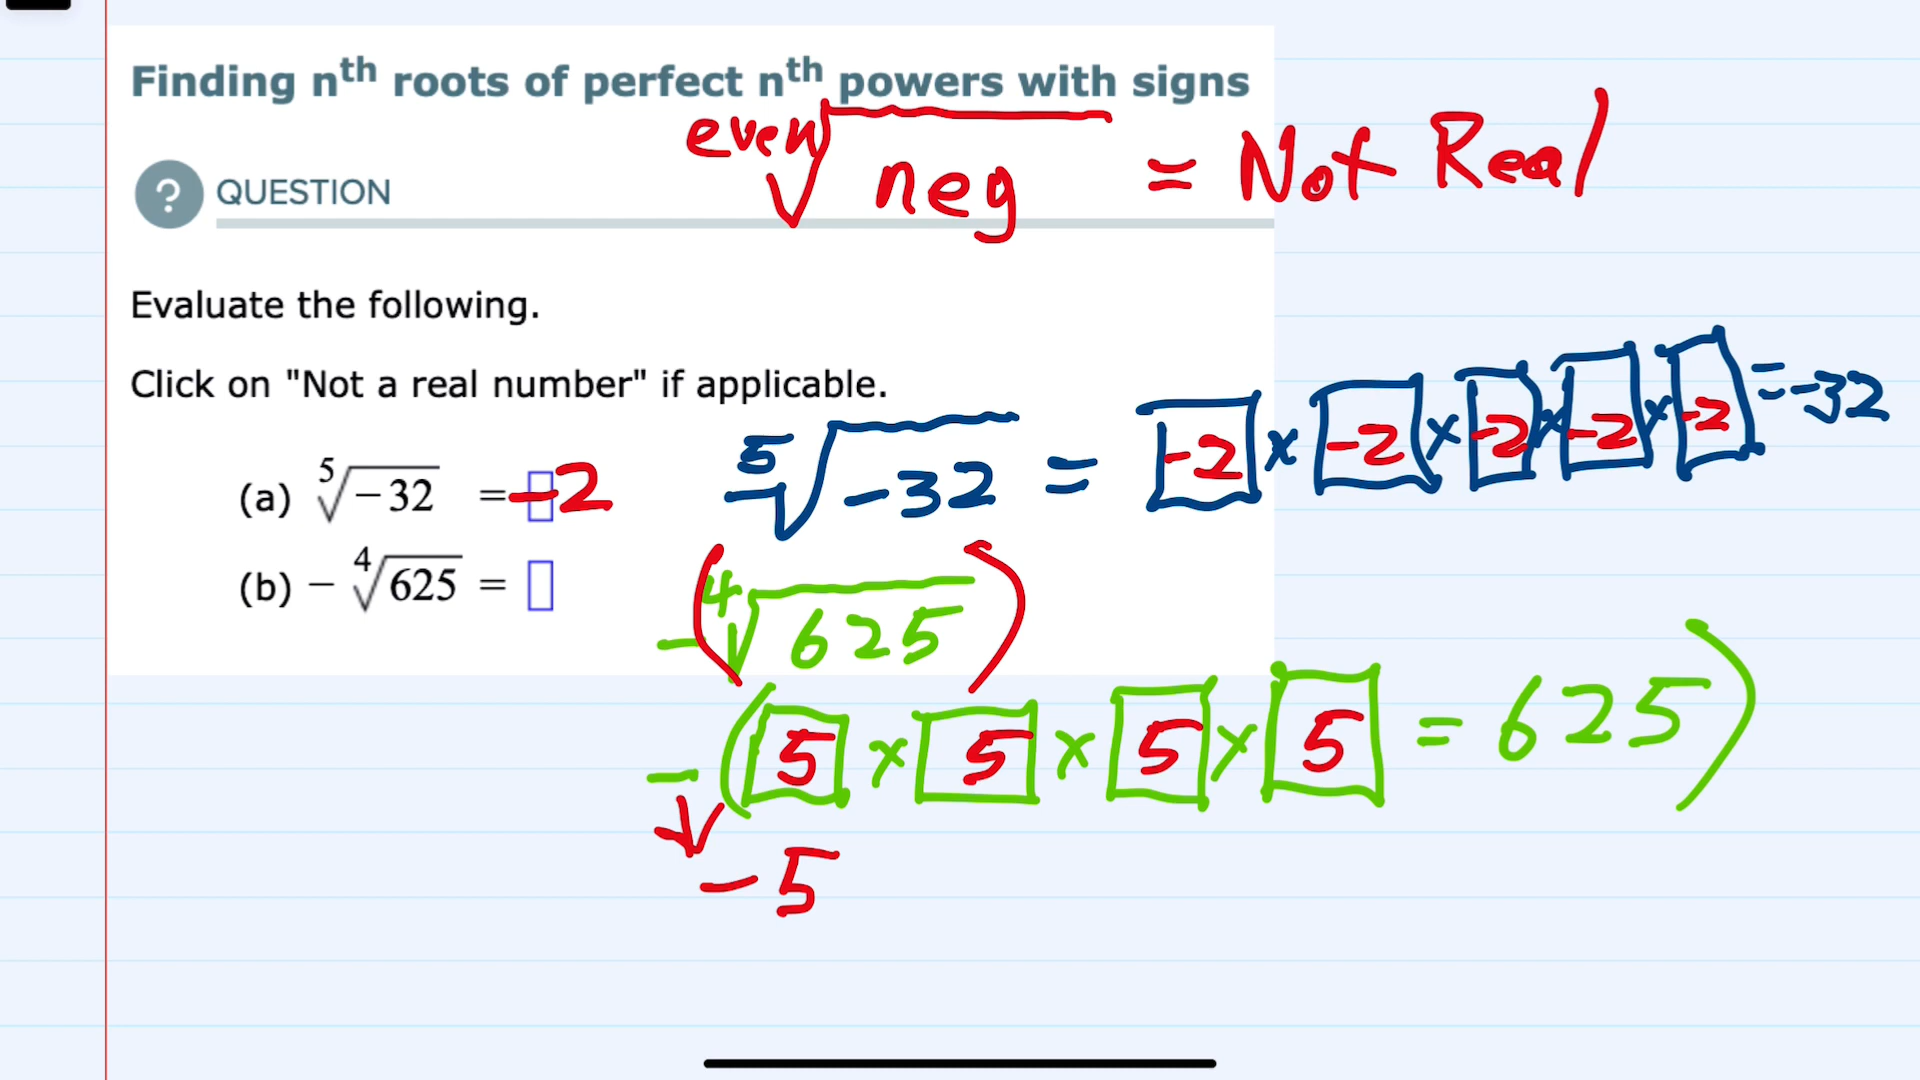 Finding nth roots of perfect nth powers with signs
even√neg = Not Real
? QUESTION
Evaluate the following.
Click on "Not a real number" if applicable.
(a) ⁵√-32 = -2
⁵√-32 = -2 × -2 × -2 × -2 × -2 = -32
(b) - ⁴√625 =
-(⁴√625)
-(5 × 5 × 5 × 5 = 625)
-5